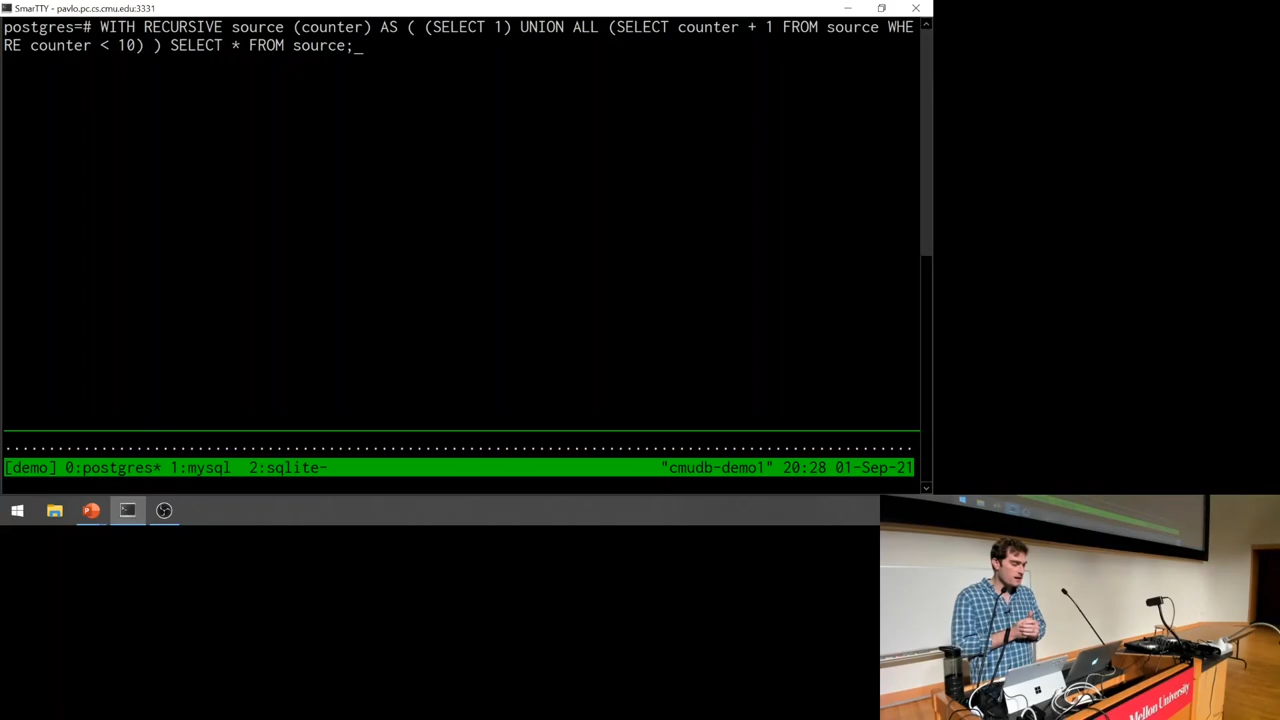 SmarTTY - pavlo.pc.cs.cmu.edu:3331
postgres=# WITH RECURSIVE source (counter) AS ( (SELECT 1) UNION ALL (SELECT counter + 1 FROM source WHE
RE counter < 10) ) SELECT * FROM source;_
[demo] 0:postgres* 1:mysql  2:sqlite-
"cmudb-demo1" 20:28 01-Sep-21
Mellon University